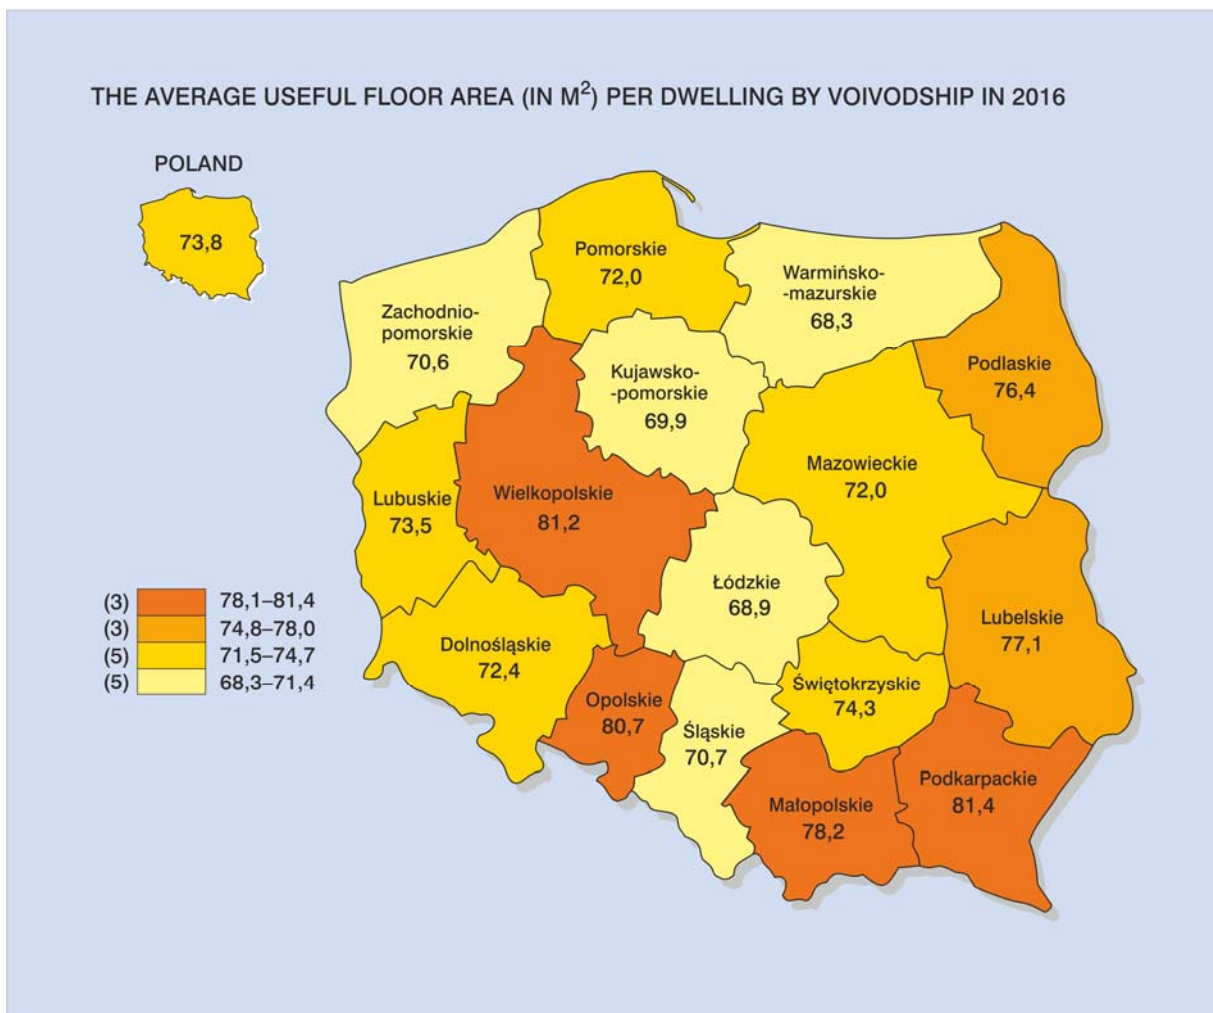 THE AVERAGE USEFUL FLOOR AREA (IN M²) PER DWELLING BY VOIVODSHIP IN 2016
POLAND
73,8
Pomorskie
72,0
Warmińsko-
-mazurskie
68,3
Zachodnio-
pomorskie
70,6
Podlaskie
76,4
Kujawsko-
-pomorskie
69,9
Mazowieckie
72,0
Lubuskie
73,5
Wielkopolskie
81,2
Łódzkie
68,9
Lubelskie
77,1
Dolnośląskie
72,4
Opolskie
80,7
Śląskie
70,7
Świętokrzyskic
74,3
Małopolskie
78,2
Podkarpackie
81,4
(3) 78,1–81,4
(3) 74,8–78,0
(5) 71,5–74,7
(5) 68,3–71,4